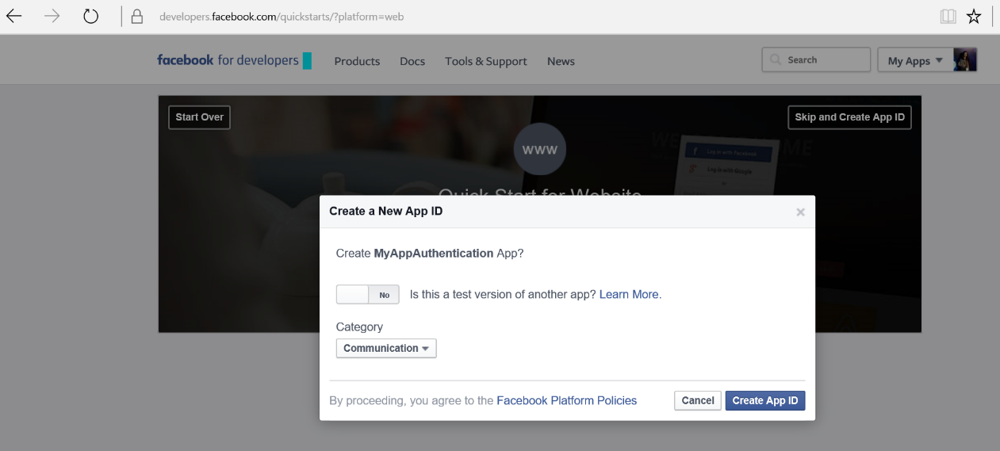 developers.facebook.com/quickstarts/?platform=web
facebook for developers Products Docs Tools & Support News Search My Apps
Start Over Skip and Create App ID
www
Log in with Facebook
Log in with Google
Quick Start for Website
Create a New App ID
Create MyAppAuthentication App?
No Is this a test version of another app? Learn More.
Category
Communication
By proceeding, you agree to the Facebook Platform Policies Cancel Create App ID